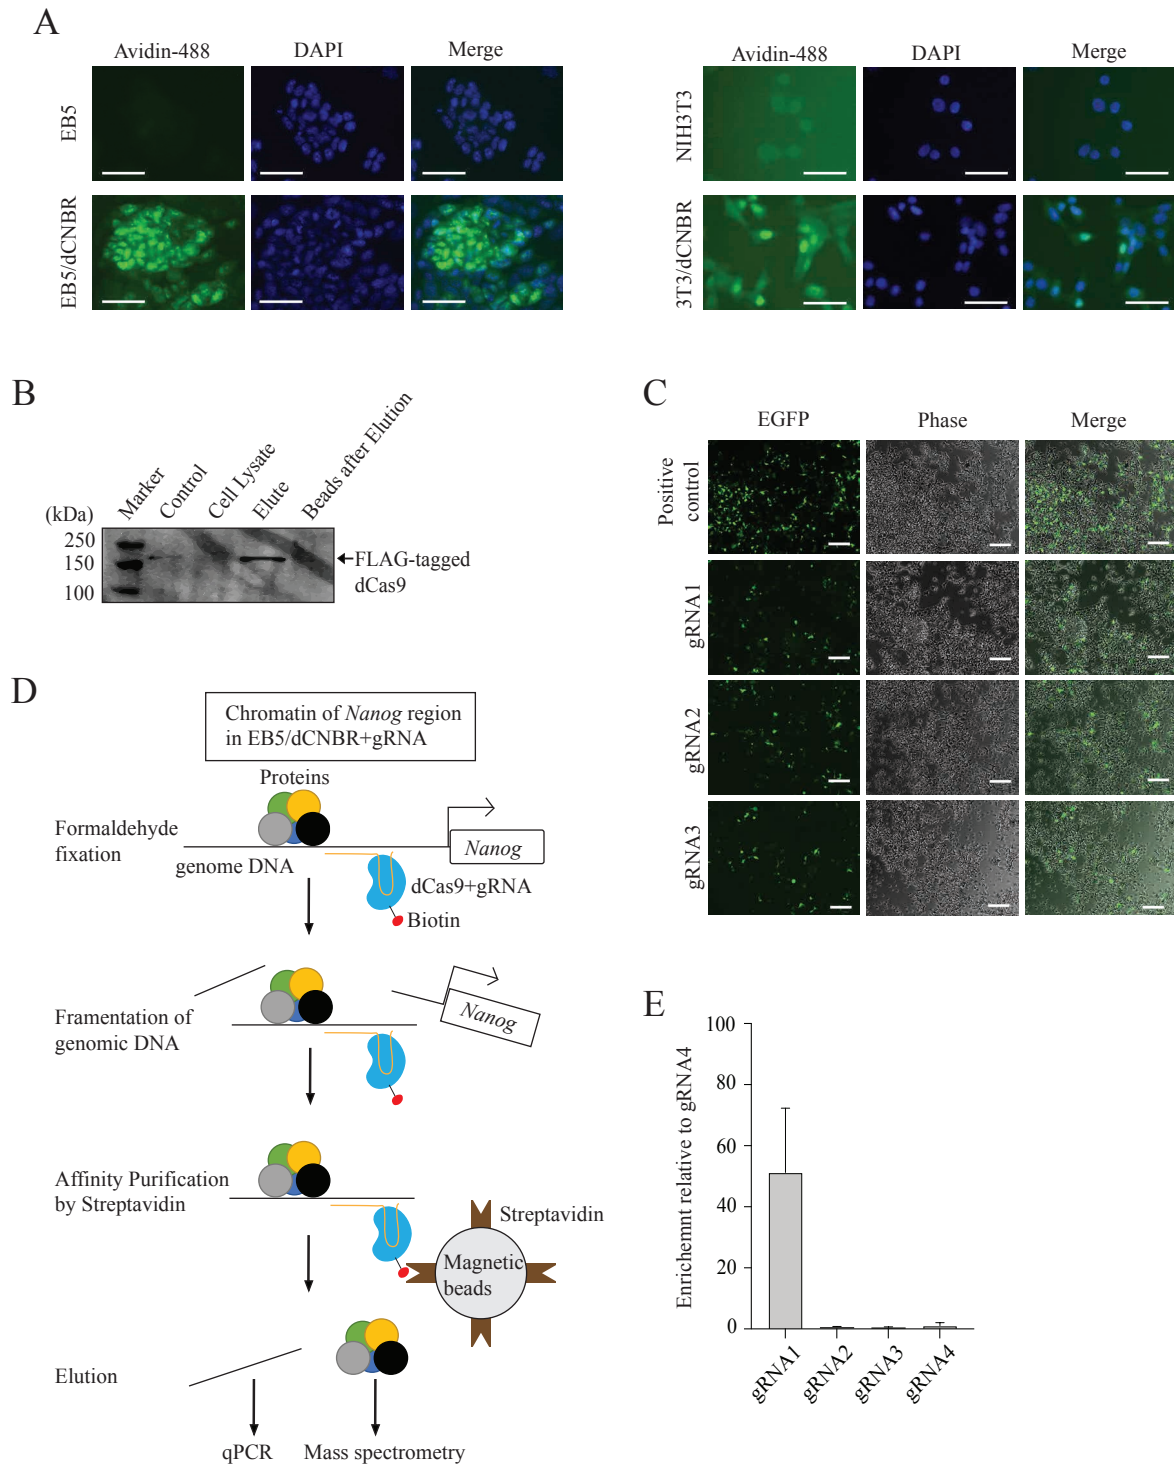 A
Avidin-488 DAPI Merge
EB5
EB5/dCNBR
Avidin-488 DAPI Merge
NIH3T3
3T3/dCNBR
B
(kDa) Marker Control Cell Lysate Elute Beads after Elution
250
150
100
FLAG-tagged
dCas9
C
EGFP Phase Merge
Positive
control
gRNA1
gRNA2
gRNA3
D
Chromatin of Nanog region
in EB5/dCNBR+gRNA
Proteins
Formaldehyde
fixation
Nanog
genome DNA
dCas9+gRNA
Biotin
Framentation of
genomic DNA
Nanog
Affinity Purification
by Streptavidin
Streptavidin
Magnetic
beads
Elution
qPCR Mass spectrometry
E
Enrichemnt relative to gRNA4
100
80
60
40
20
0
gRNA1 gRNA2 gRNA3 gRNA4